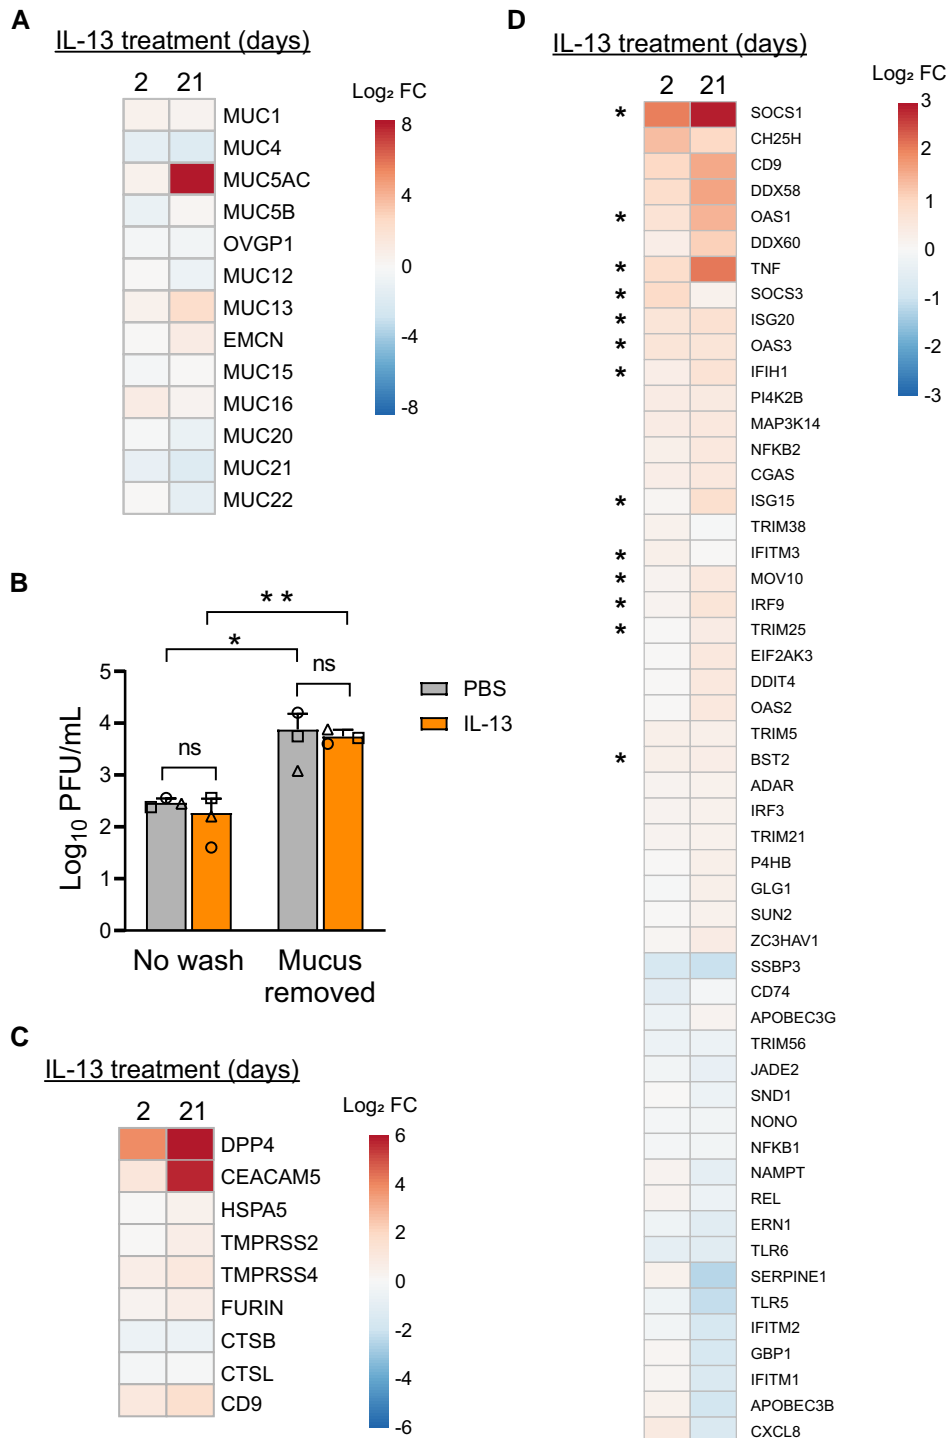 A
IL-13 treatment (days)
2 21
Log₂ FC
8
4
0
-4
-8
MUC1
MUC4
MUC5AC
MUC5B
OVGP1
MUC12
MUC13
EMCN
MUC15
MUC16
MUC20
MUC21
MUC22
B
* *
*
ns
ns
Log₁₀ PFU/mL
5
4
3
2
1
0
No wash
Mucus
removed
PBS
IL-13
C
IL-13 treatment (days)
2 21
Log₂ FC
6
4
2
0
-2
-4
-6
DPP4
CEACAM5
HSPA5
TMPRSS2
TMPRSS4
FURIN
CTSB
CTSL
CD9
D
IL-13 treatment (days)
2 21
Log₂ FC
3
2
1
0
-1
-2
-3
* SOCS1
CH25H
CD9
DDX58
* OAS1
DDX60
* TNF
* SOCS3
* ISG20
* OAS3
* IFIH1
PI4K2B
MAP3K14
NFKB2
CGAS
* ISG15
TRIM38
* IFITM3
* MOV10
* IRF9
* TRIM25
EIF2AK3
DDIT4
OAS2
TRIM5
* BST2
ADAR
IRF3
TRIM21
P4HB
GLG1
SUN2
ZC3HAV1
SSBP3
CD74
APOBEC3G
TRIM56
JADE2
SND1
NONO
NFKB1
NAMPT
REL
ERN1
TLR6
SERPINE1
TLR5
IFITM2
GBP1
IFITM1
APOBEC3B
CXCL8